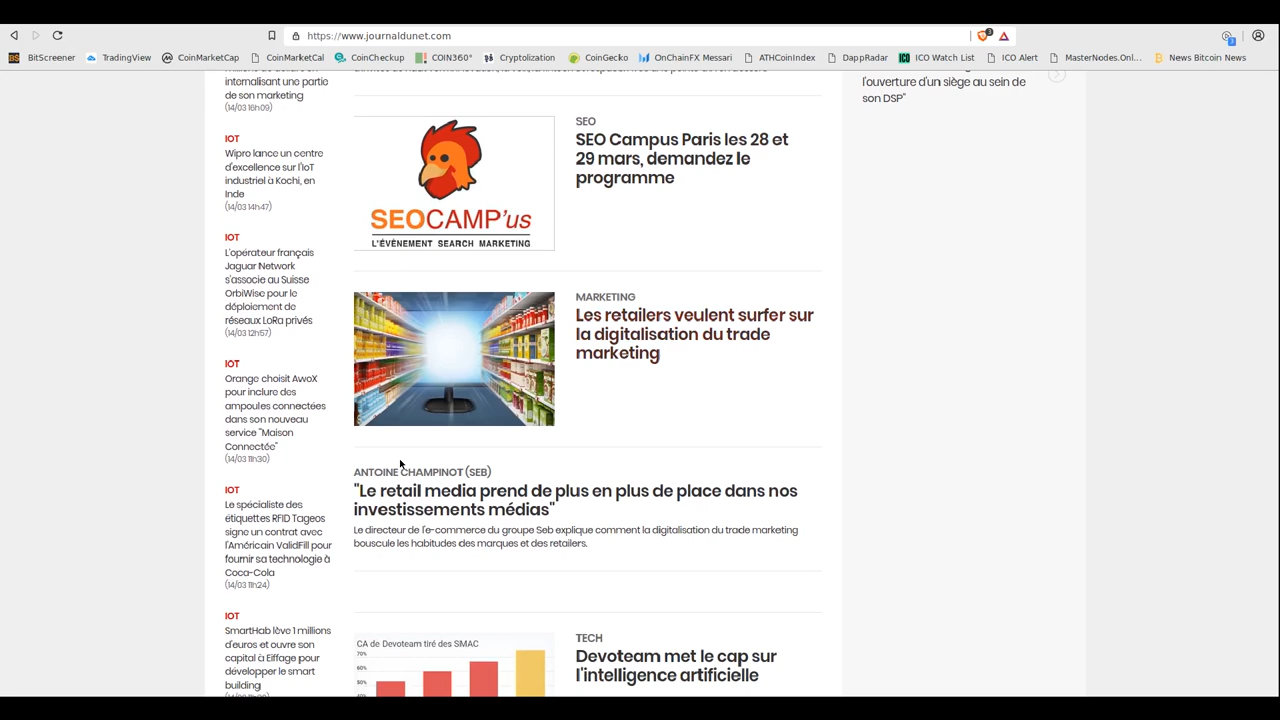 https://www.journaldunet.com
3
BitScreener
TradingView
CoinMarketCap
CoinMarketCal
CoinCheckup
COIN360°
Cryptolization
CoinGecko
OnChainFX Messari
ATHCoinIndex
DappRadar
ICO Watch List
ICO Alert
MasterNodes.Onl...
News Bitcoin News
internalisant une partie
de son marketing
(14/03 16h09)
IOT
Wipro lance un centre
d'excellence sur l'IoT
industriel à Kochi, en
Inde
(14/03 14h47)
IOT
L'opérateur français
Jaguar Network
s'associe au Suisse
OrbiWise pour le
déploiement de
réseaux LoRa privés
(14/03 12h57)
IOT
Orange choisit AwoX
pour inclure des
ampoules connectées
dans son nouveau
service "Maison
Connectée"
(14/03 11h30)
IOT
Le spécialiste des
étiquettes RFID Tageos
signe un contrat avec
l'Américain ValidFill pour
fournir sa technologie à
Coca-Cola
(14/03 11h24)
IOT
SmartHab lève 1 millions
d'euros et ouvre son
capital à Eiffage pour
développer le smart
building
SEOCAMP'us
L'ÉVÉNEMENT SEARCH MARKETING
SEO
SEO Campus Paris les 28 et
29 mars, demandez le
programme
MARKETING
Les retailers veulent surfer sur
la digitalisation du trade
marketing
ANTOINE CHAMPINOT (SEB)
"Le retail media prend de plus en plus de place dans nos
investissements médias"
Le directeur de l'e-commerce du groupe Seb explique comment la digitalisation du trade marketing
bouscule les habitudes des marques et des retailers.
CA de Devoteam tiré des SMAC
70%
60%
50%
TECH
Devoteam met le cap sur
l'intelligence artificielle
l'ouverture d'un siège au sein de
son DSP"